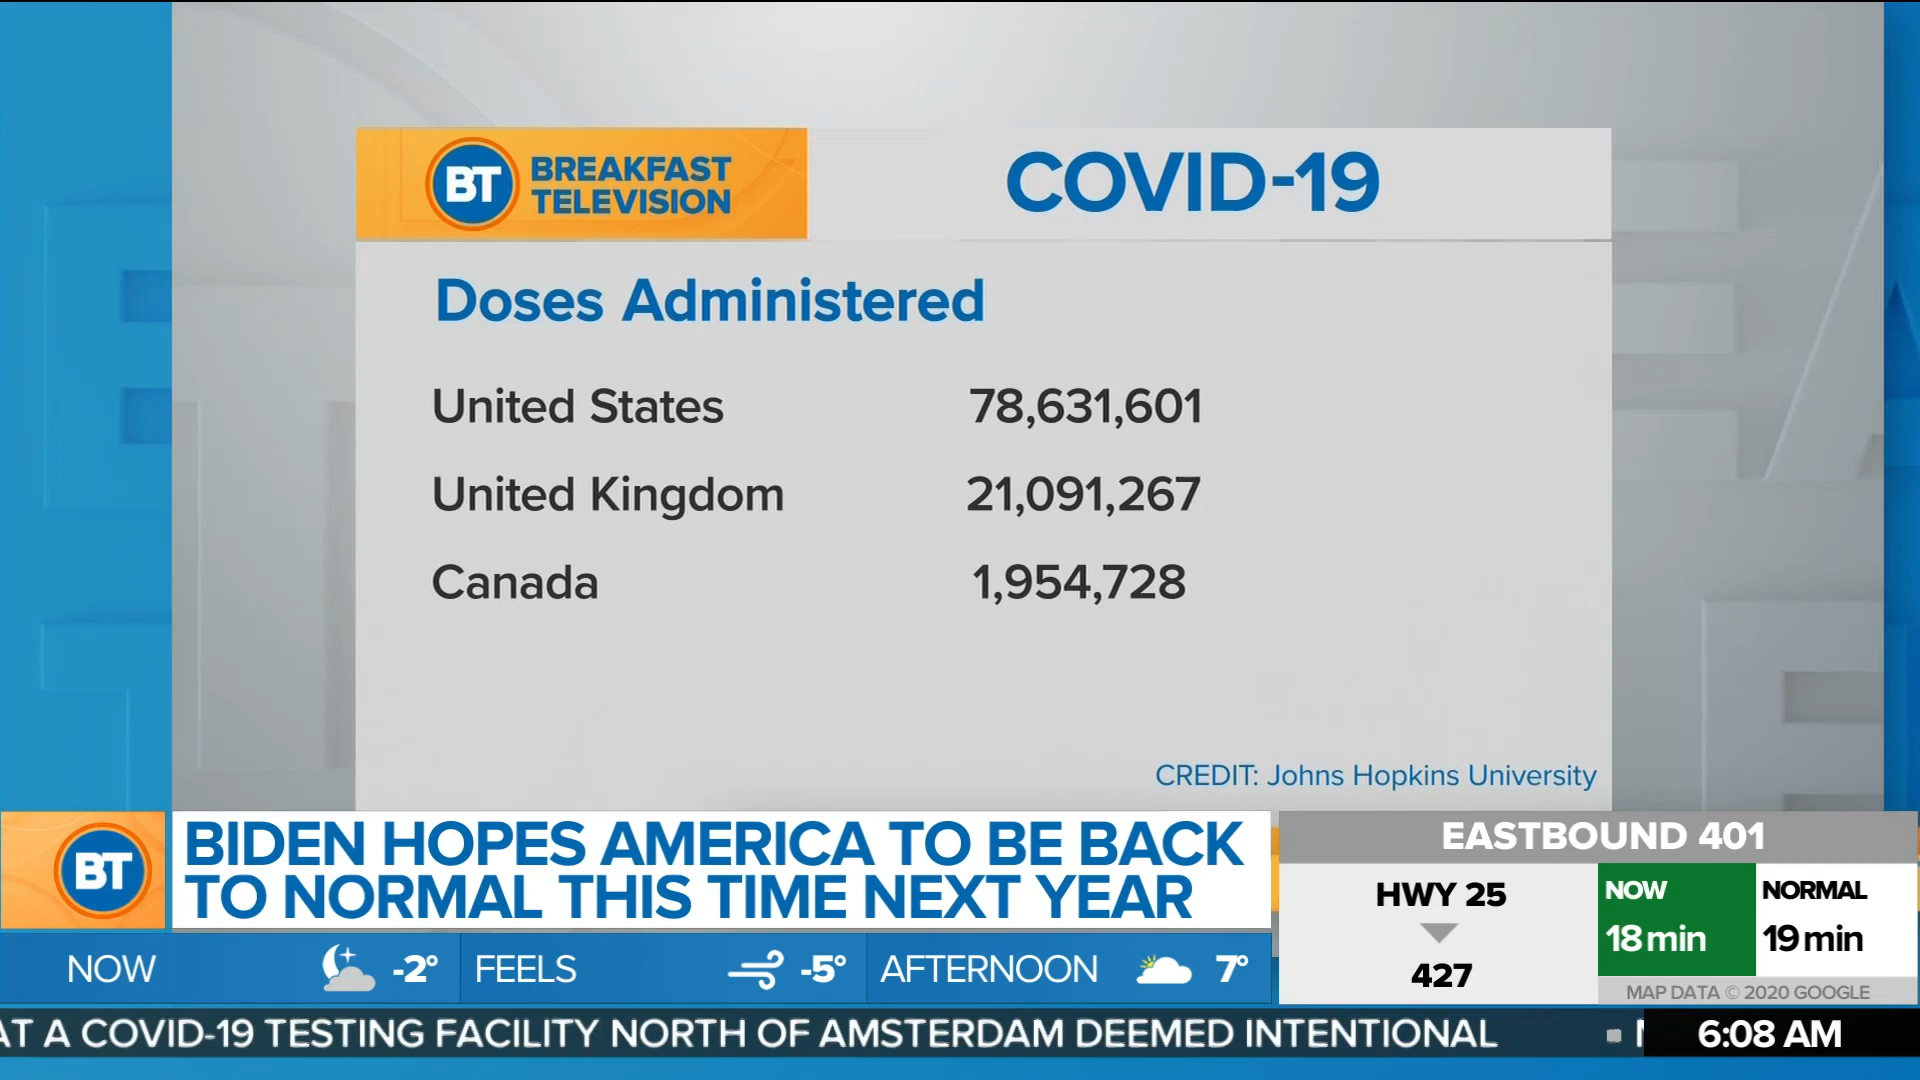 BT BREAKFAST
TELEVISION
COVID-19
Doses Administered
United States 78,631,601
United Kingdom 21,091,267
Canada 1,954,728
CREDIT: Johns Hopkins University
BT
BIDEN HOPES AMERICA TO BE BACK
TO NORMAL THIS TIME NEXT YEAR
EASTBOUND 401
HWY 25
427
NOW
18 min
NORMAL
19 min
MAP DATA © 2020 GOOGLE
NOW -2° FEELS -5° AFTERNOON 7°
AT A COVID-19 TESTING FACILITY NORTH OF AMSTERDAM DEEMED INTENTIONAL
6:08 AM